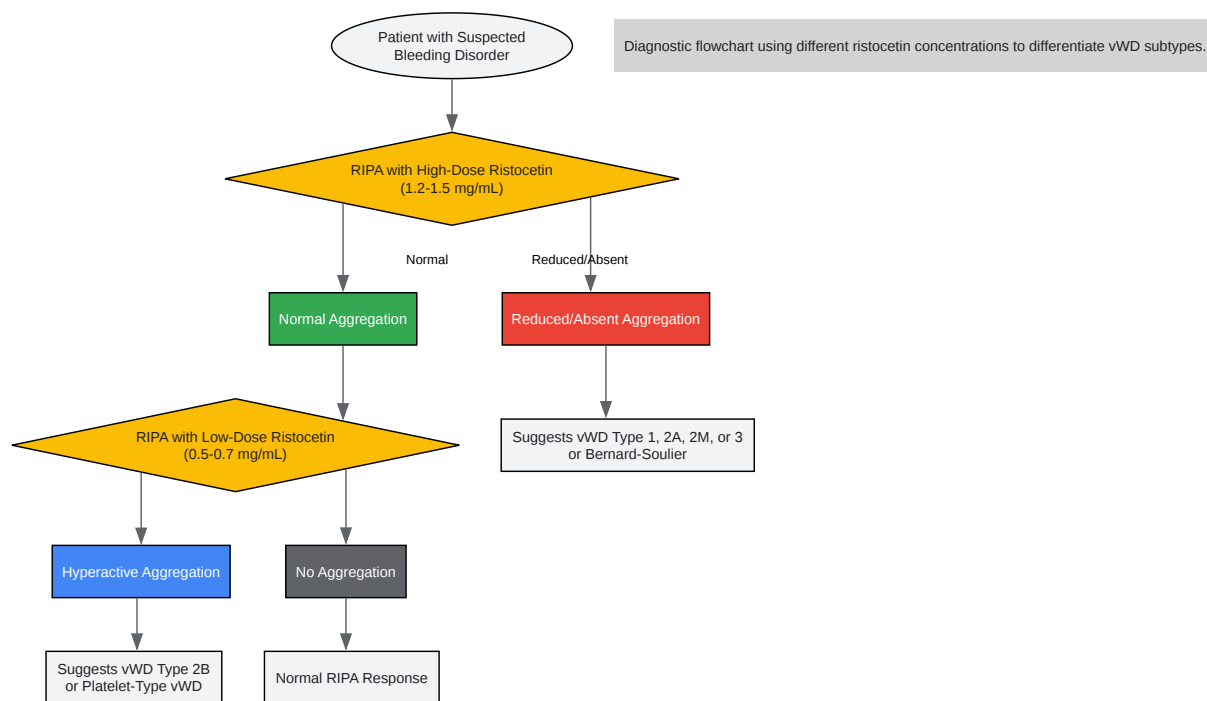 Patient with Suspected
Bleeding Disorder
Diagnostic flowchart using different ristocetin concentrations to differentiate vWD subtypes.
RIPA with High-Dose Ristocetin
(1.2-1.5 mg/mL)
Normal
Reduced/Absent
Normal Aggregation
Reduced/Absent Aggregation
RIPA with Low-Dose Ristocetin
(0.5-0.7 mg/mL)
Suggests vWD Type 1, 2A, 2M, or 3
or Bernard-Soulier
Hyperactive Aggregation
No Aggregation
Suggests vWD Type 2B
or Platelet-Type vWD
Normal RIPA Response